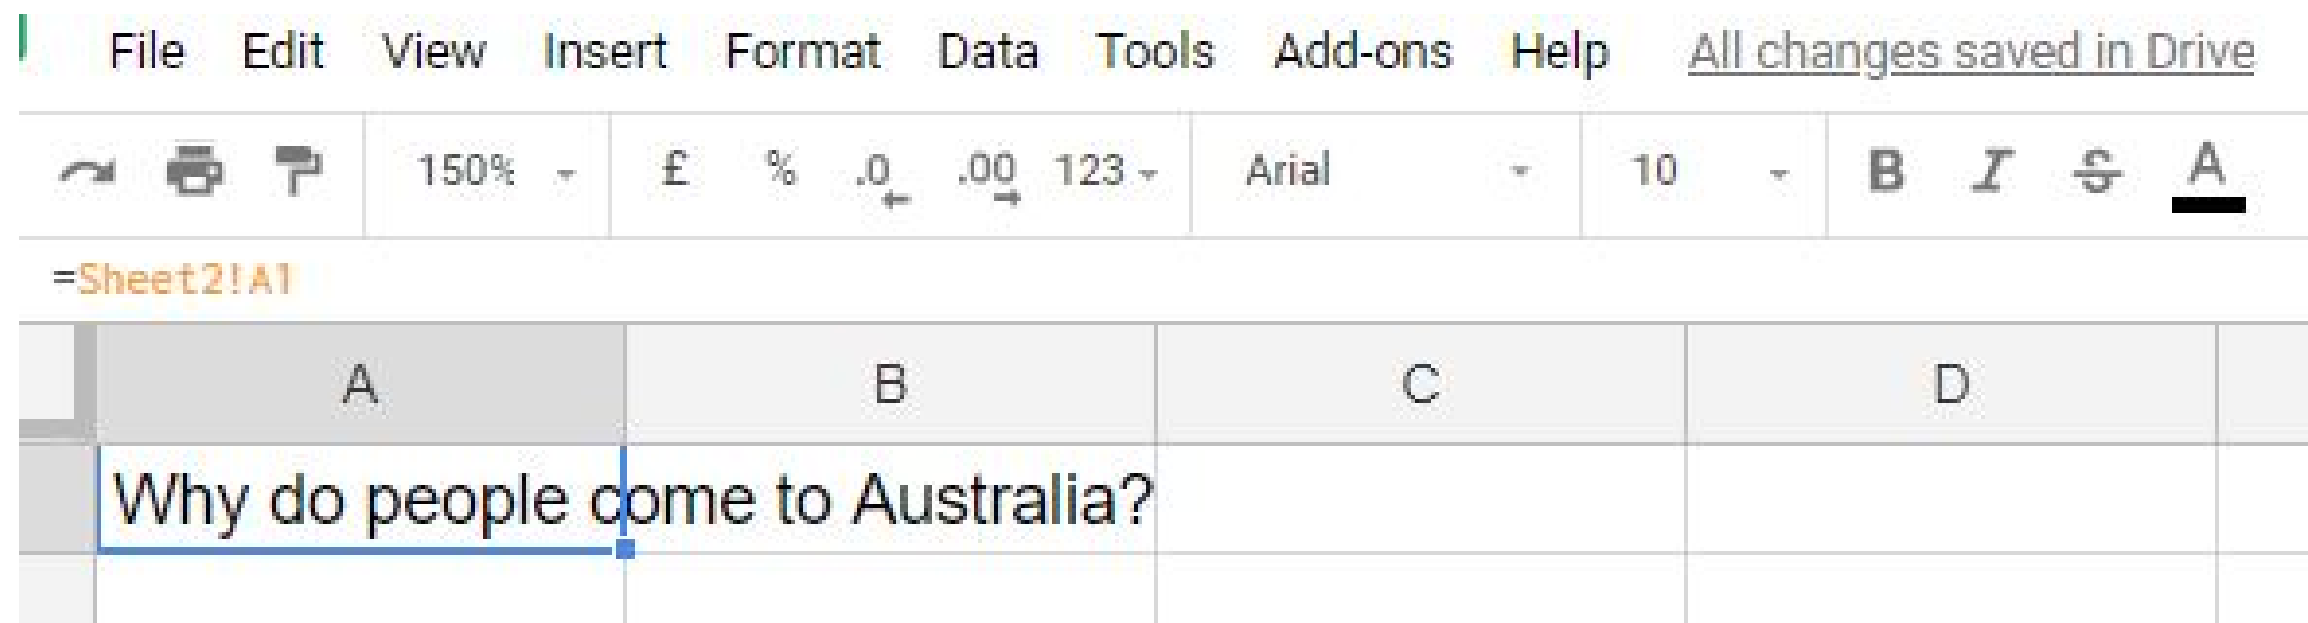 File Edit View Insert Format Data Tools Add-ons Help All changes saved in Drive
150% £ % .0 .00 123 Arial 10 B I S A
=Sheet2!A1
A B C D
Why do people come to Australia?